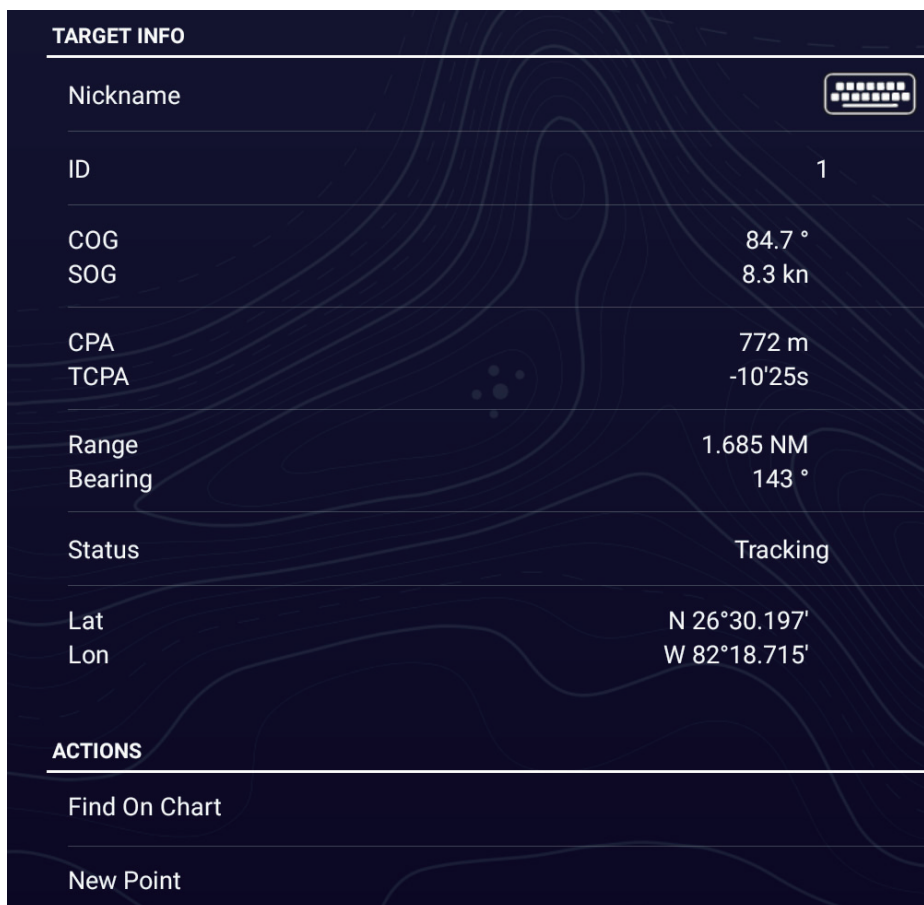 TARGET INFO
Nickname
ID 1
COG 84.7 °
SOG 8.3 kn
CPA 772 m
TCPA -10'25s
Range 1.685 NM
Bearing 143 °
Status Tracking
Lat N 26°30.197'
Lon W 82°18.715'
ACTIONS
Find On Chart
New Point